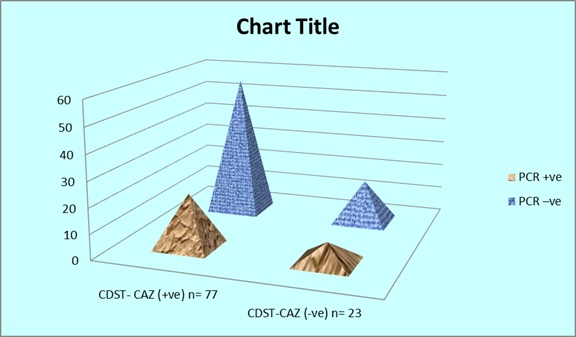 Chart Title
60
50
40
30
20
10
0
CDST- CAZ (+ve) n= 77
CDST-CAZ (-ve) n= 23
PCR +ve
PCR –ve